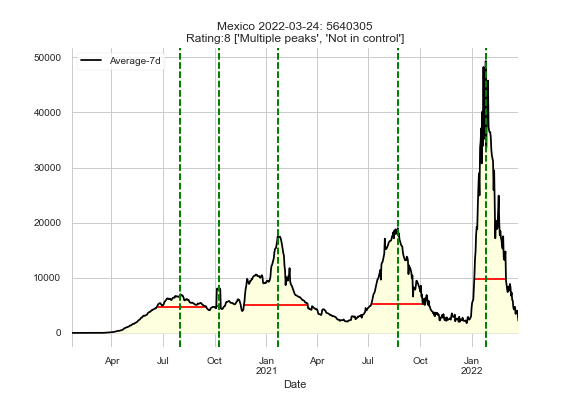 Mexico 2022-03-24: 5640305
Rating:8 ['Multiple peaks', 'Not in control']
Average-7d
50000
40000
30000
20000
10000
0
Apr Jul Oct Jan Apr Jul Oct Jan
2021 2022
Date